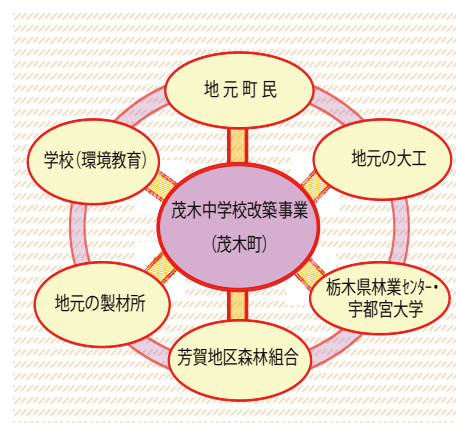 地元町民
学校（環境教育）
地元の大工
茂木中学校改築事業
（茂木町）
地元の製材所
栃木県林業ｾﾝﾀｰ・
宇都宮大学
芳賀地区森林組合